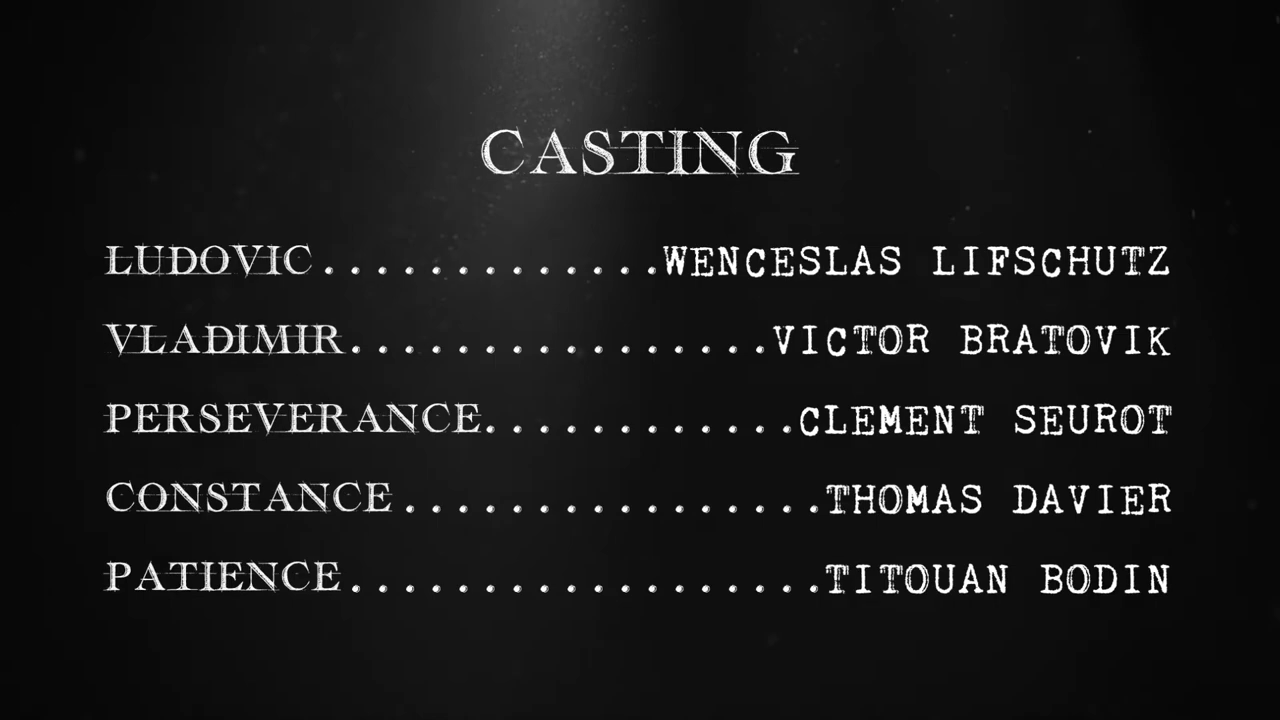 CASTING
LUDOVIC.............WENCESLAS LIFSCHUTZ
VLADIMIR................VICTOR BRATOVIK
PERSEVERANCE............CLEMENT SEUROT
CONSTANCE................THOMAS DAVIER
PATIENCE..................TITOUAN BODIN